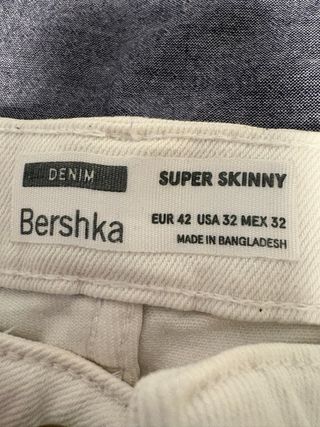 DENIM
SUPER SKINNY
Bershka
EUR 42 USA 32 MEX 32
MADE IN BANGLADESH